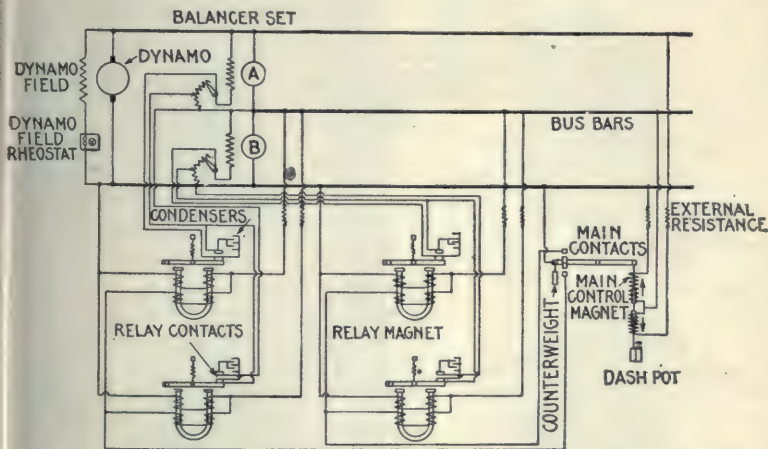 BALANCER SET
DYNAMO
DYNAMO
FIELD
A
DYNAMO
FIELD
RHEOSTAT
B
BUS BARS
CONDENSERS
EXTERNAL
RESISTANCE
MAIN
CONTACTS
MAIN
CONTROL
MAGNET
RELAY CONTACTS
RELAY MAGNET
COUNTERWEIGHT
DASH POT